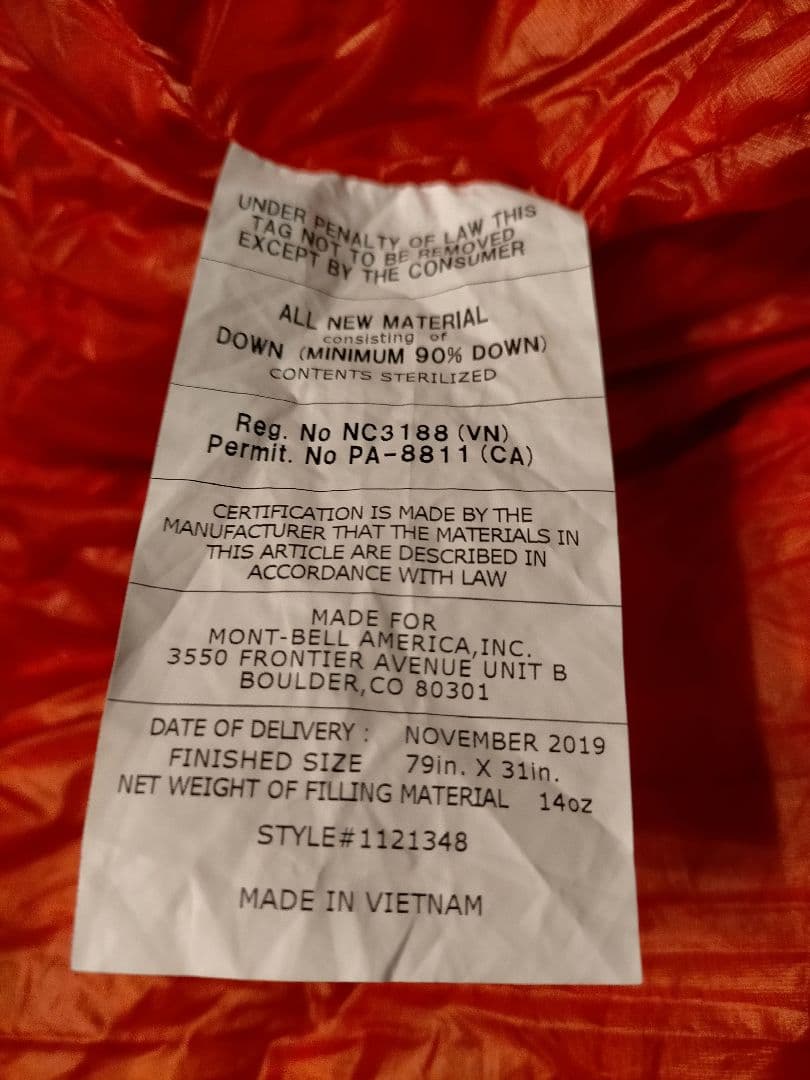 UNDER PENALTY OF LAW THIS
TAG NOT TO BE REMOVED
EXCEPT BY THE CONSUMER
ALL NEW MATERIAL
consisting of
DOWN (MINIMUM 90% DOWN)
CONTENTS STERILIZED
Reg. No NC3188 (VN)
Permit. No PA-8811 (CA)
CERTIFICATION IS MADE BY THE
MANUFACTURER THAT THE MATERIALS IN
THIS ARTICLE ARE DESCRIBED IN
ACCORDANCE WITH LAW
MADE FOR
MONT-BELL AMERICA,INC.
3550 FRONTIER AVENUE UNIT B
BOULDER,CO 80301
DATE OF DELIVERY : NOVEMBER 2019
FINISHED SIZE 79in. X 31in.
NET WEIGHT OF FILLING MATERIAL 14oz
STYLE#1121348
MADE IN VIETNAM